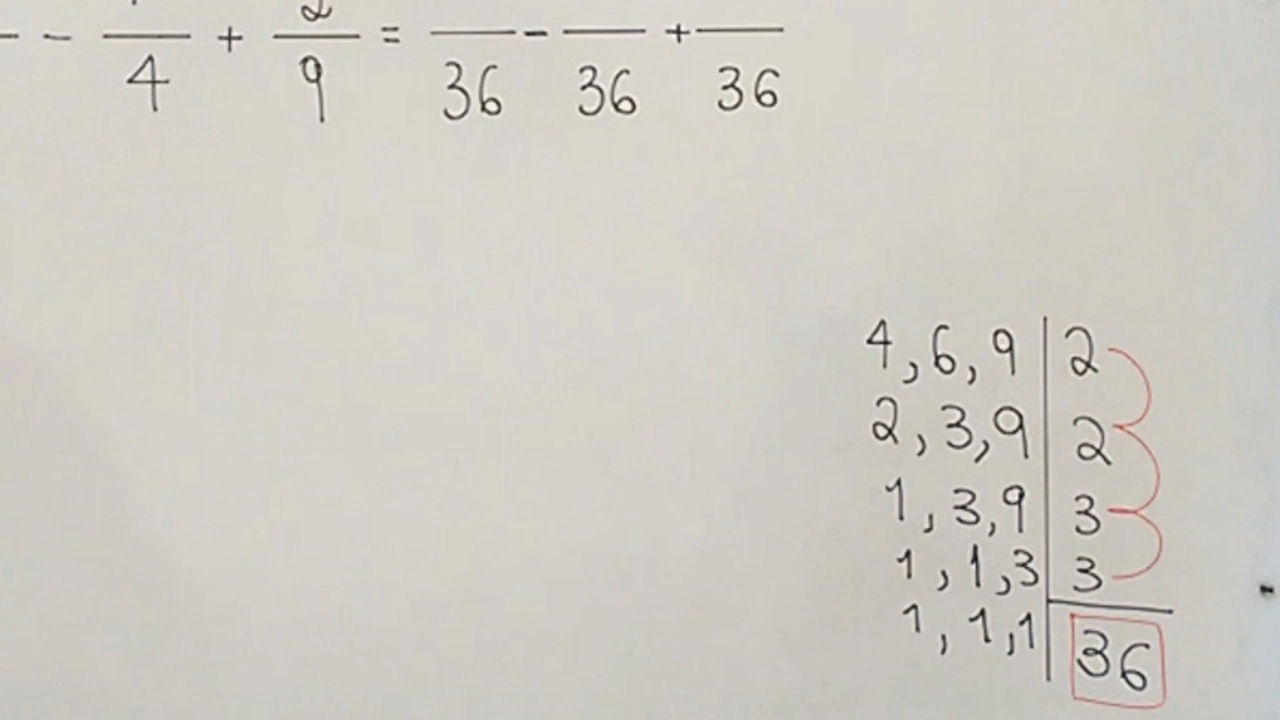 - /4 + 2/9 = /36 - /36 + /36
4, 6, 9 | 2
2, 3, 9 | 2
1, 3, 9 | 3
1, 1, 3 | 3
1, 1, 1 | 36